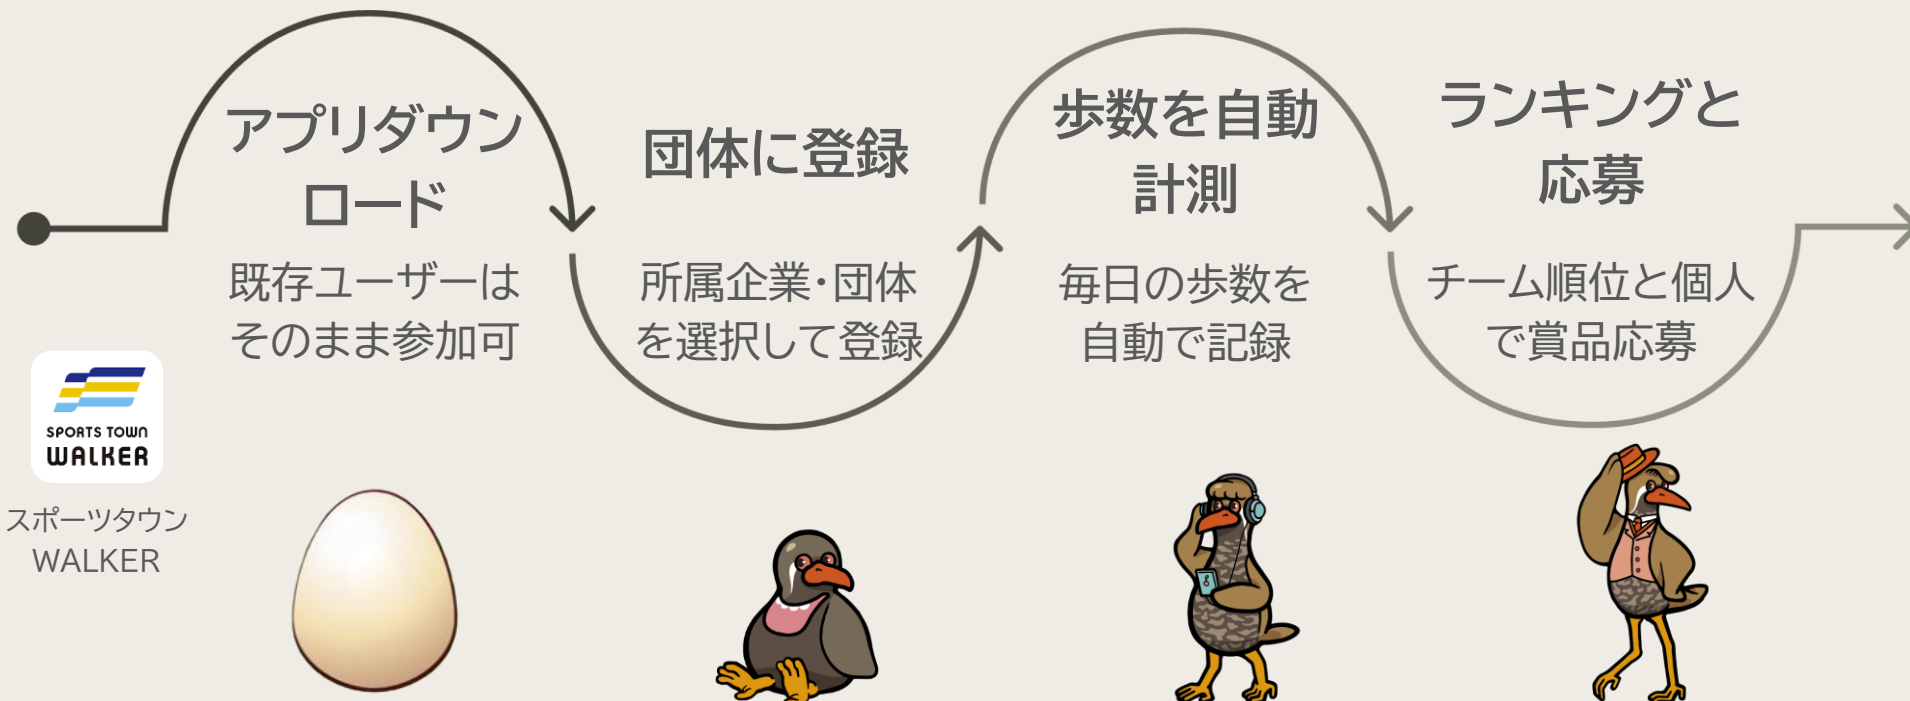 アプリダウン
ロード
既存ユーザーは
そのまま参加可
団体に登録
所属企業・団体
を選択して登録
歩数を自動
計測
毎日の歩数を
自動で記録
ランキングと
応募
チーム順位と個人
で賞品応募
SPORTS TOWN
WALKER
スポーツタウン
WALKER